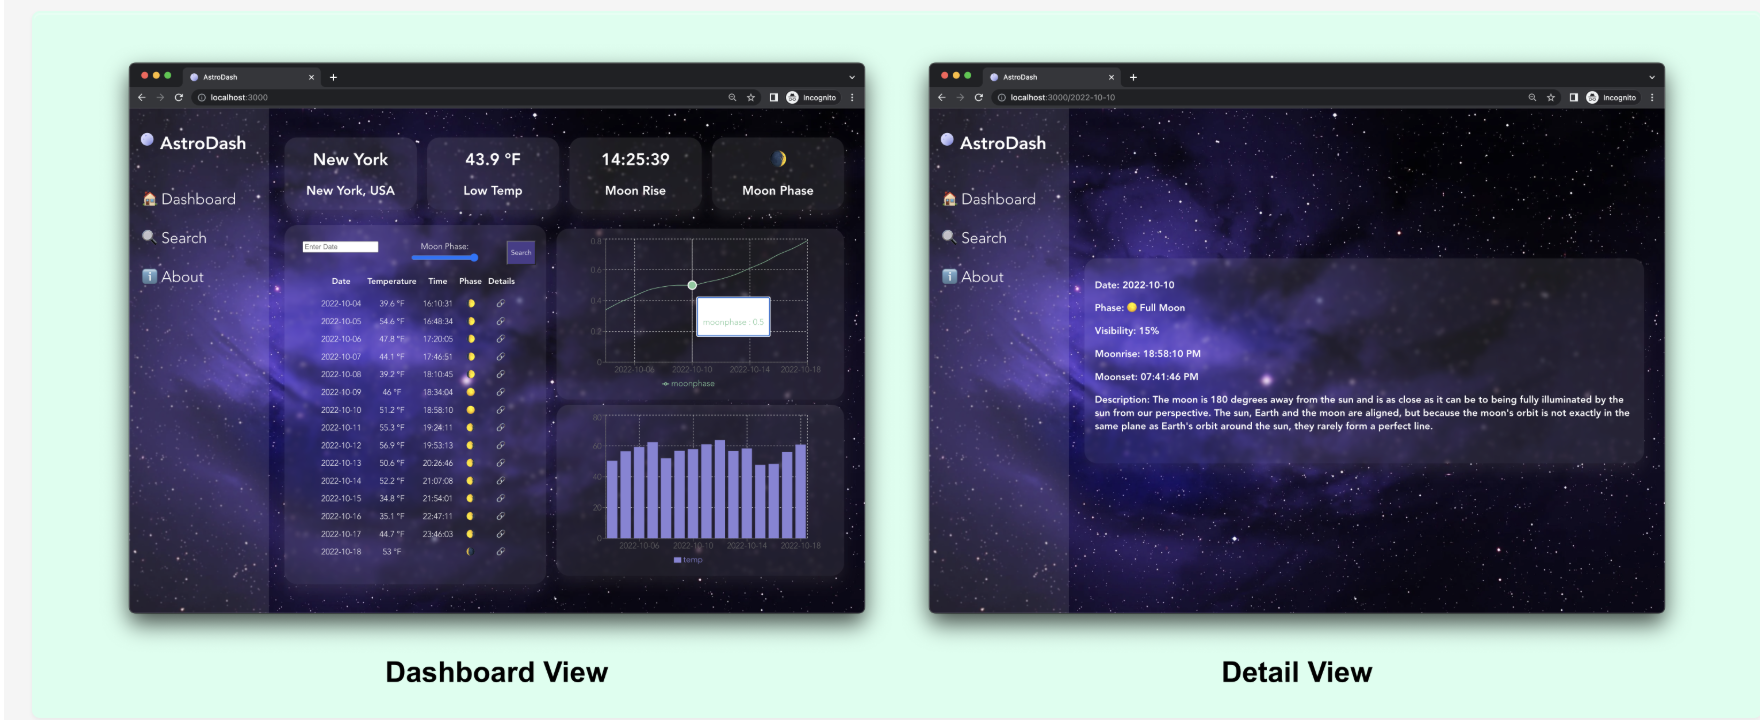 AstroDash
localhost:3000
Incognito
AstroDash
Dashboard
Search
About
New York
New York, USA
43.9 °F
Low Temp
14:25:39
Moon Rise
Moon Phase
Enter Date
Moon Phase:
Search
Date Temperature Time Phase Details
2022-10-04 39.6 °F 16:10:31
2022-10-05 54.6 °F 16:48:34
2022-10-06 47.8 °F 17:20:05
2022-10-07 44.1 °F 17:46:51
2022-10-08 39.2 °F 18:10:45
2022-10-09 46 °F 18:34:04
2022-10-10 51.2 °F 18:58:10
2022-10-11 55.3 °F 19:24:11
2022-10-12 56.9 °F 19:53:13
2022-10-13 50.6 °F 20:26:46
2022-10-14 52.2 °F 21:07:08
2022-10-15 34.8 °F 21:54:01
2022-10-16 35.1 °F 22:47:11
2022-10-17 44.7 °F 23:46:03
2022-10-18 53 °F
0.8
0.6
0.4
0.2
0
moonphase : 0.5
2022-10-06 2022-10-10 2022-10-14 2022-10-18
moonphase
80
60
40
20
0
2022-10-06 2022-10-10 2022-10-14 2022-10-18
temp
Dashboard View
AstroDash
localhost:3000/2022-10-10
Incognito
AstroDash
Dashboard
Search
About
Date: 2022-10-10
Phase: 🌕 Full Moon
Visibility: 15%
Moonrise: 18:58:10 PM
Moonset: 07:41:46 PM
Description: The moon is 180 degrees away from the sun and is as close as it can be to being fully illuminated by the
sun from our perspective. The sun, Earth and the moon are aligned, but because the moon's orbit is not exactly in the
same plane as Earth's orbit around the sun, they rarely form a perfect line.
Detail View